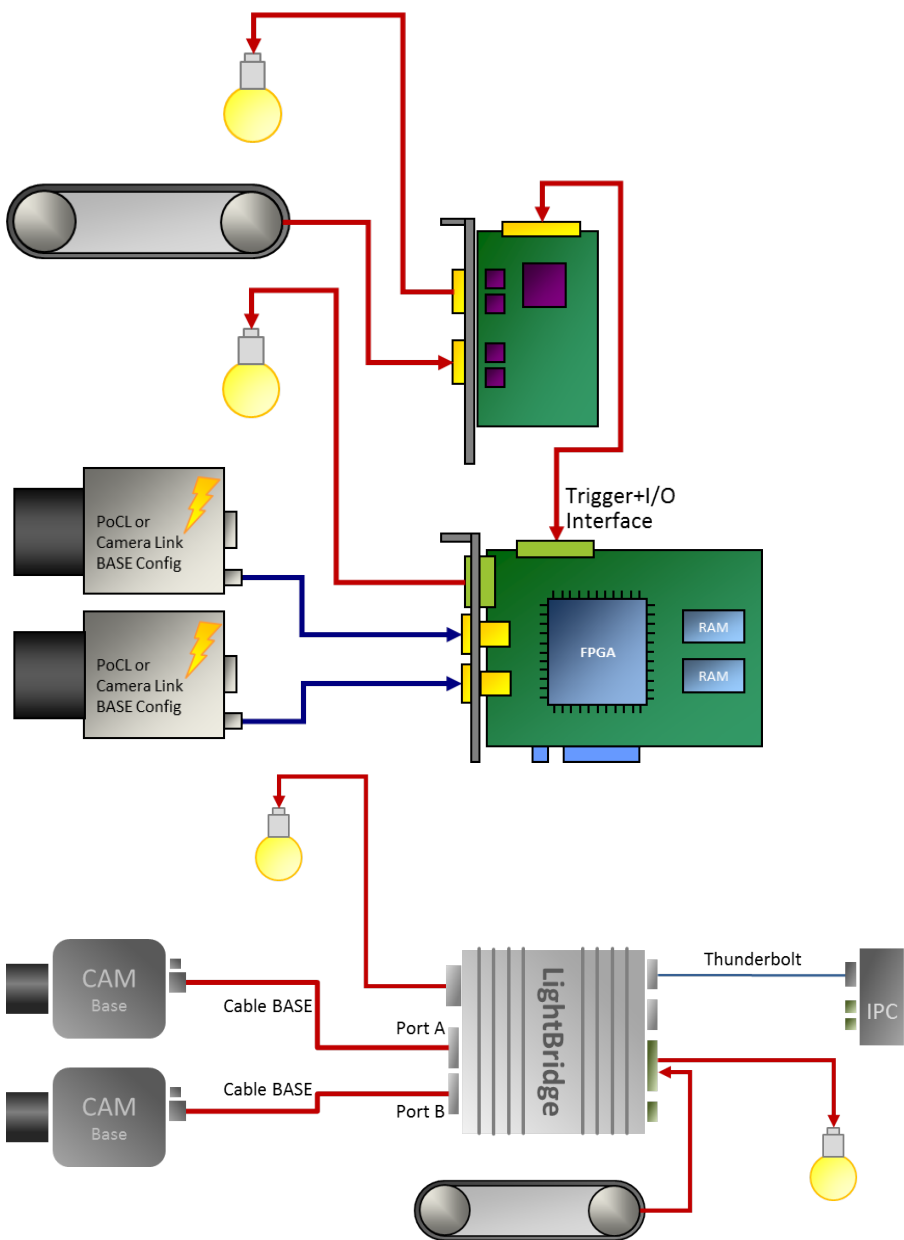 Trigger+I/O
Interface
PoCL or
Camera Link
BASE Config
RAM
FPGA
RAM
PoCL or
Camera Link
BASE Config
CAM
Base
Cable BASE
Port A
LightBridge
Thunderbolt
IPC
CAM
Base
Cable BASE
Port B